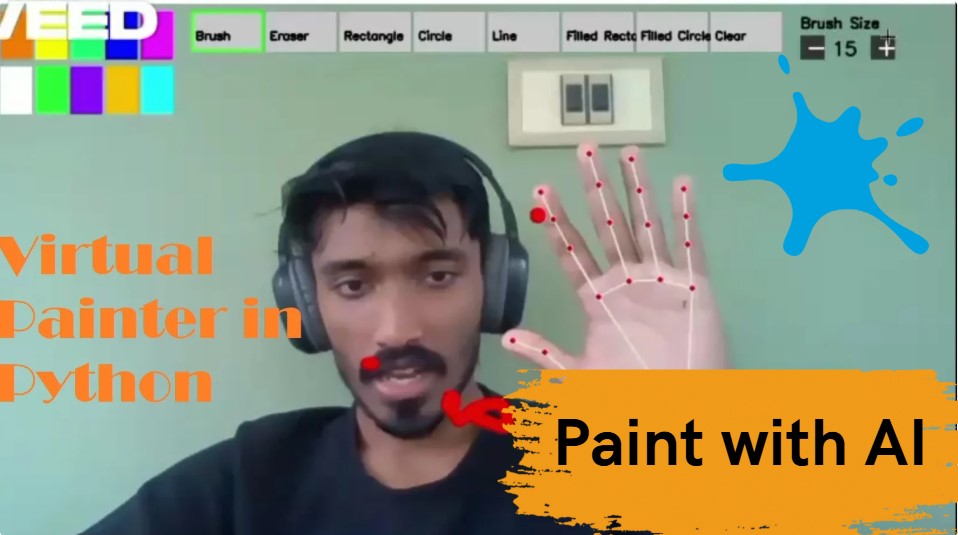 VEED
Brush Eraser Rectangle Circle Line Filled Recta Filled Circle Clear
Brush Size
- 15 +
Virtual
Painter in
Python
Paint with AI